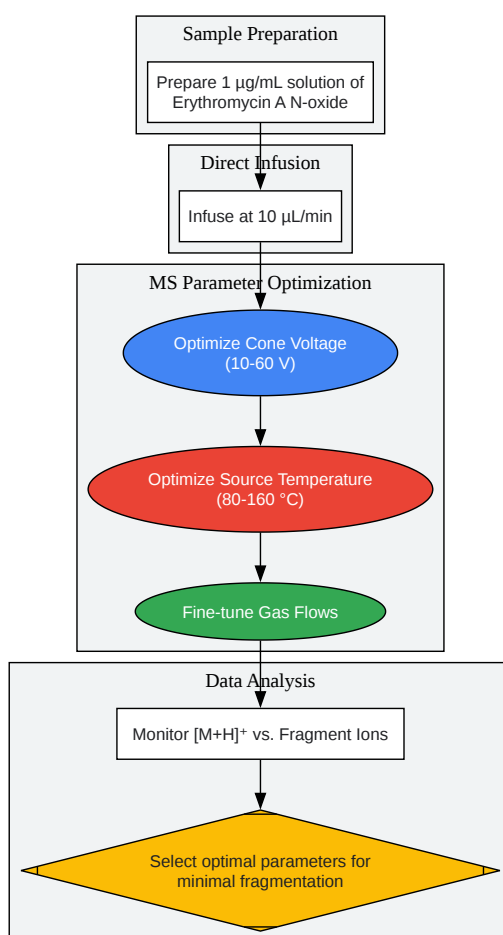 Sample Preparation
Prepare 1 µg/mL solution of
Erythromycin A N-oxide
Direct Infusion
Infuse at 10 µL/min
MS Parameter Optimization
Optimize Cone Voltage
(10-60 V)
Optimize Source Temperature
(80-160 °C)
Fine-tune Gas Flows
Data Analysis
Monitor [M+H]⁺ vs. Fragment Ions
Select optimal parameters for
minimal fragmentation